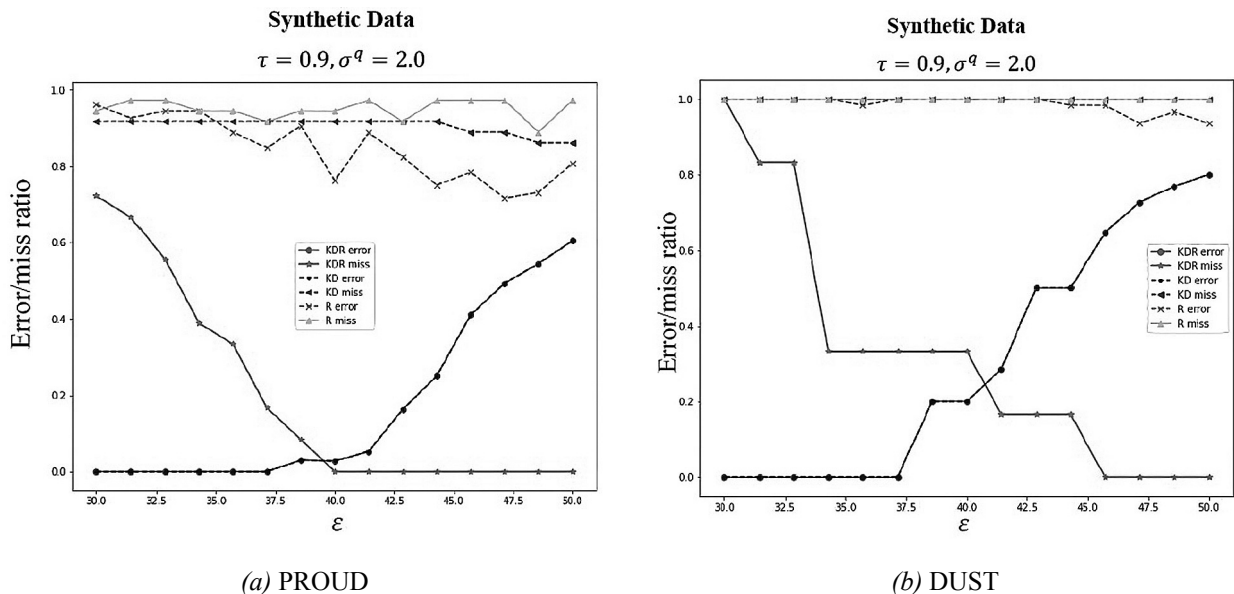 Synthetic Data
τ = 0.9, σ^q = 2.0
Error/miss ratio
1.0
0.8
0.6
0.4
0.2
0.0
KDR error
KDR miss
KD error
KD miss
R error
R miss
30.0 32.5 35.0 37.5 40.0 42.5 45.0 47.5 50.0
ε
(a) PROUD
Synthetic Data
τ = 0.9, σ^q = 2.0
Error/miss ratio
1.0
0.8
0.6
0.4
0.2
0.0
KDR error
KDR miss
KD error
KD miss
R error
R miss
30.0 32.5 35.0 37.5 40.0 42.5 45.0 47.5 50.0
ε
(b) DUST